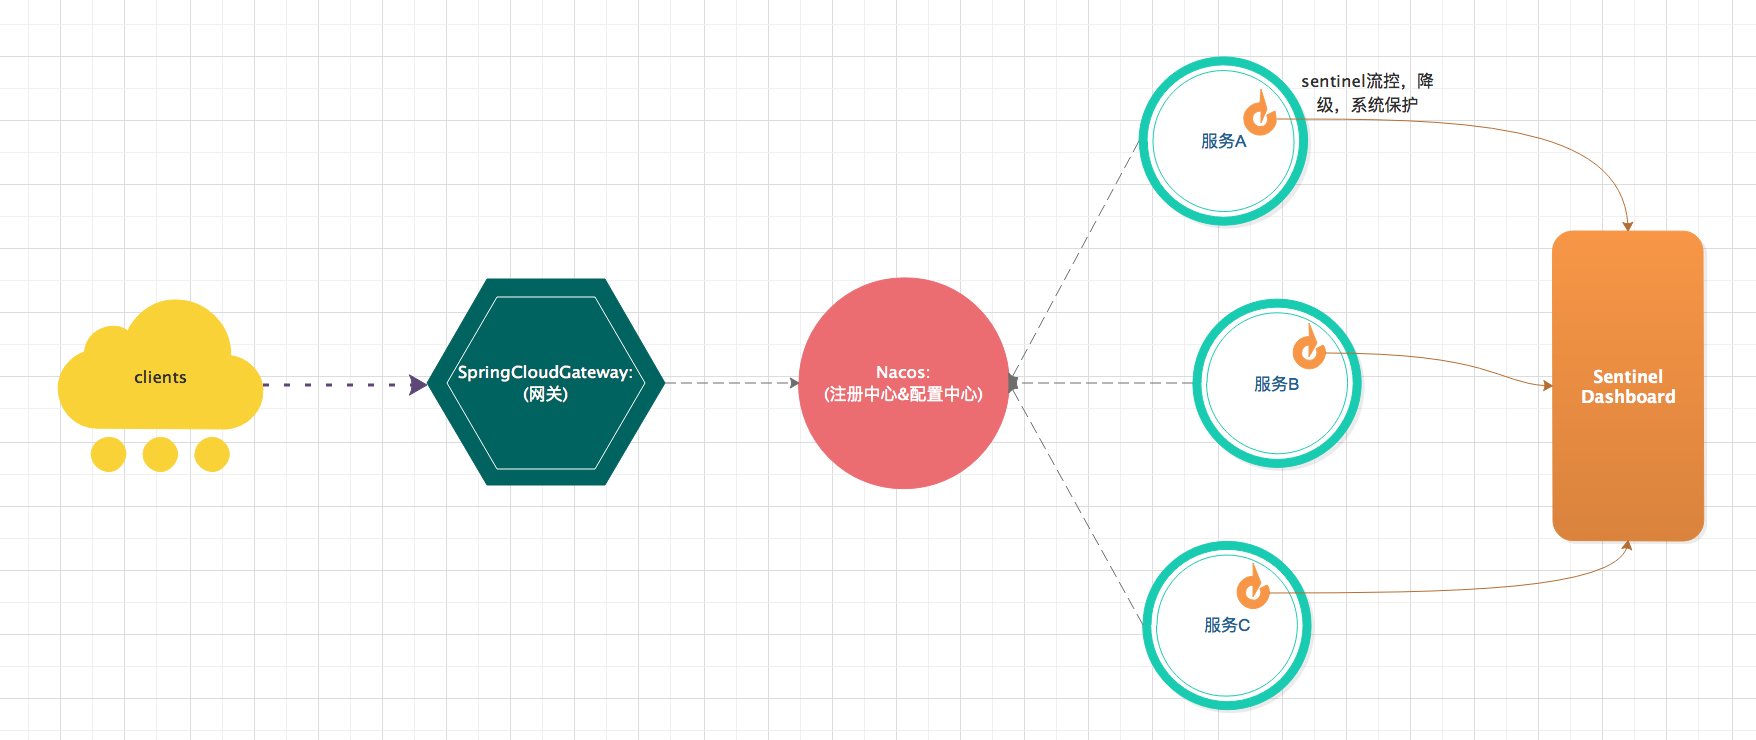 clients
SpringCloudGateway:
(网关)
Nacos:
(注册中心&配置中心)
sentinel流控，降
级，系统保护
服务A
服务B
服务C
Sentinel
Dashboard